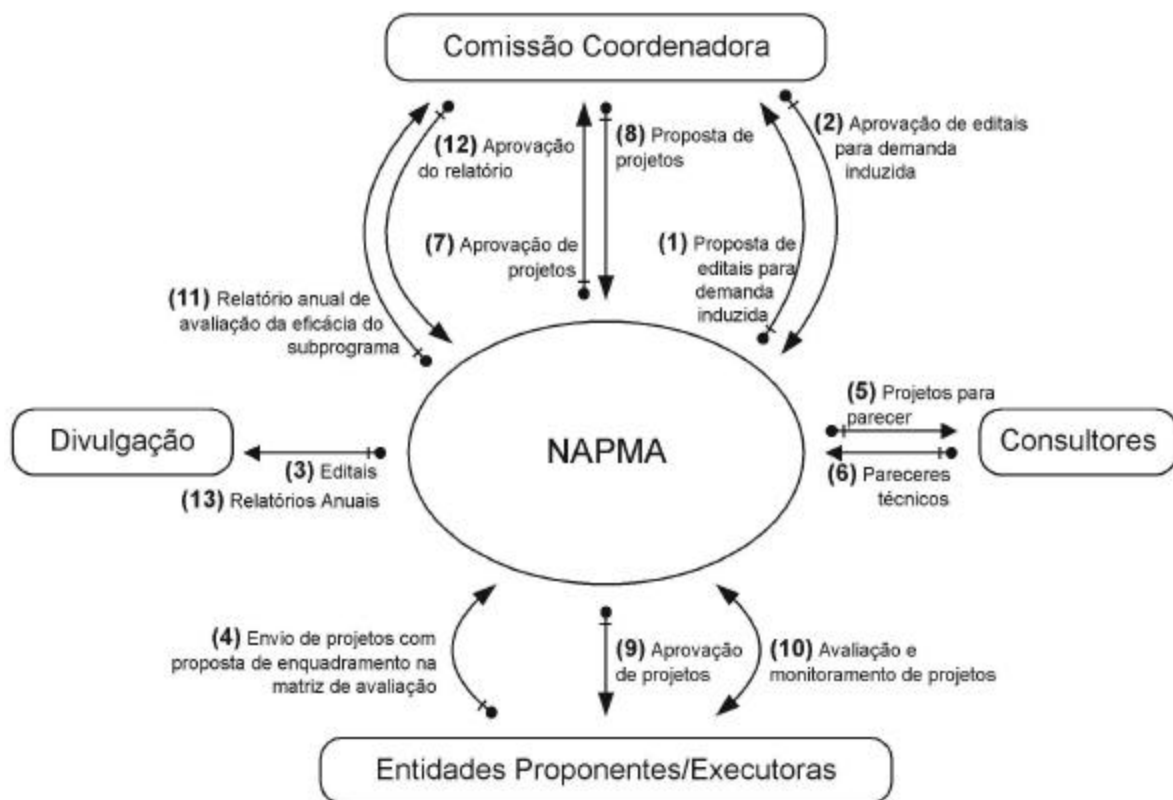 Comissão Coordenadora
(12) Aprovação
do relatório
(8) Proposta de
projetos
(2) Aprovação de editais
para demanda
induzida
(7) Aprovação de
projetos
(1) Proposta de
editais para
demanda
induzida
(11) Relatório anual de
avaliação da eficácia do
subprograma
Divulgação
(3) Editais
(13) Relatórios Anuais
NAPMA
(5) Projetos para
parecer
(6) Pareceres
técnicos
Consultores
(4) Envio de projetos com
proposta de enquadramento na
matriz de avaliação
(9) Aprovação
de projetos
(10) Avaliação e
monitoramento de projetos
Entidades Proponentes/Executoras